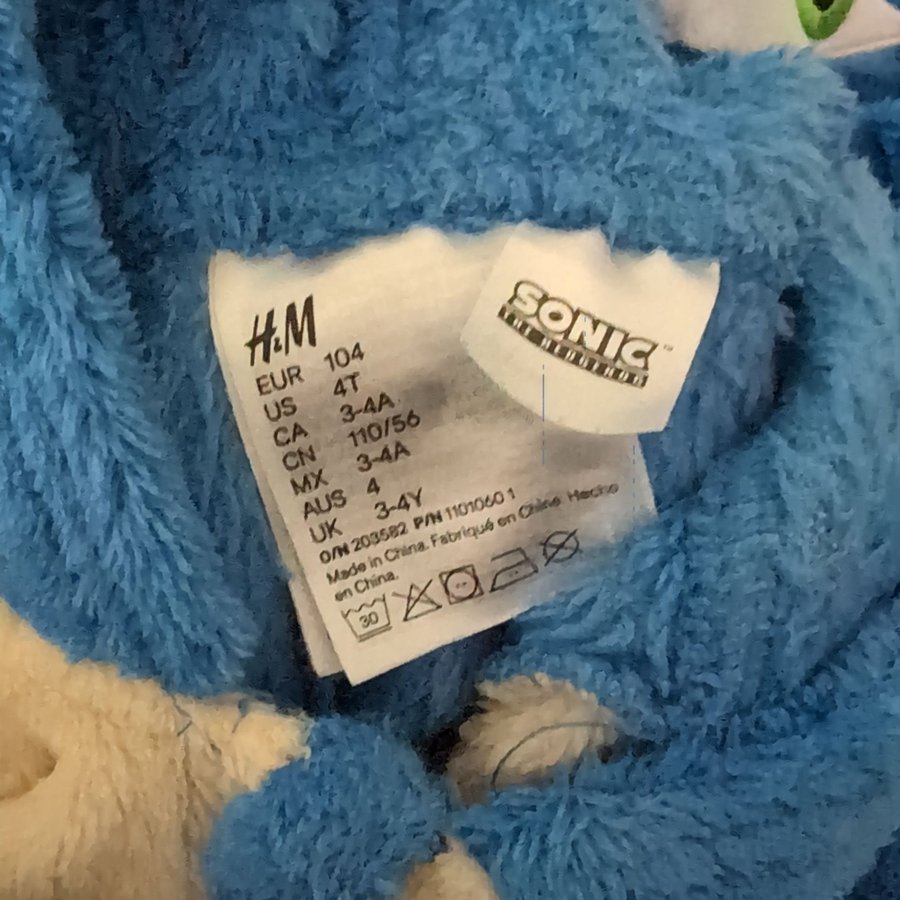 H&M
EUR 104
US 4T
CA 3-4A
CN 110/56
MX 3-4A
AUS 4
UK 3-4Y
O/N 203582 P/N 1101060 1
Made in China. Fabriqué en Chine. Hecho
en China.
30
SONIC™
THE HEDGEHOG